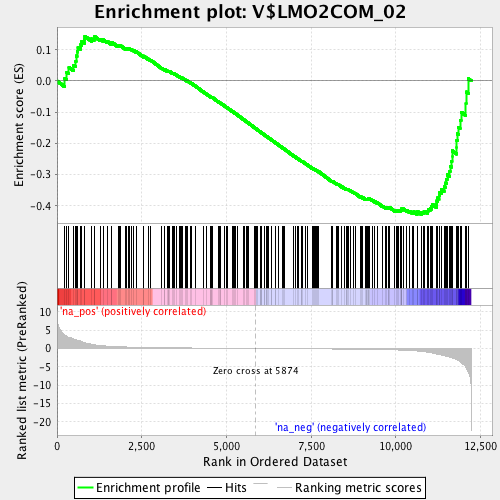 Enrichment plot: V$LMO2COM_02
Enrichment score (ES)
0.1
0.0
-0.1
-0.2
-0.3
-0.4
'na_pos' (positively correlated)
Ranked list metric (PreRanked)
10
5
0
-5
-10
-15
-20
Zero cross at 5874
'na_neg' (negatively correlated)
0
2,500
5,000
7,500
10,000
12,500
Rank in Ordered Dataset
Enrichment profile
Hits
Ranking metric scores